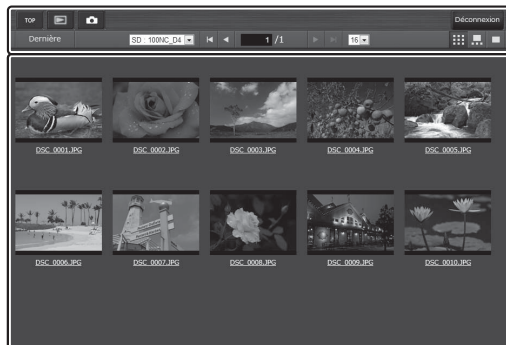 TOP Déconnexion
Dernière SD : 100NC_D4 1 /1 16
DSC_0001.JPG DSC_0002.JPG DSC_0003.JPG DSC_0004.JPG DSC_0005.JPG
DSC_0006.JPG DSC_0007.JPG DSC_0008.JPG DSC_0009.JPG DSC_0010.JPG